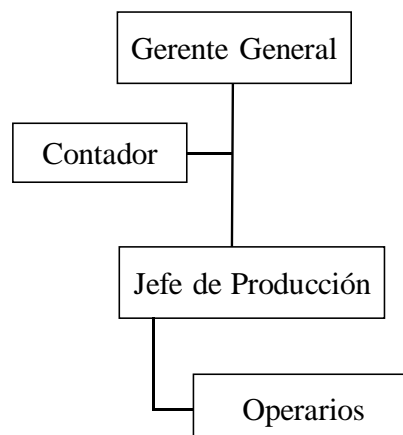 Gerente General
Contador
Jefe de Producción
Operarios